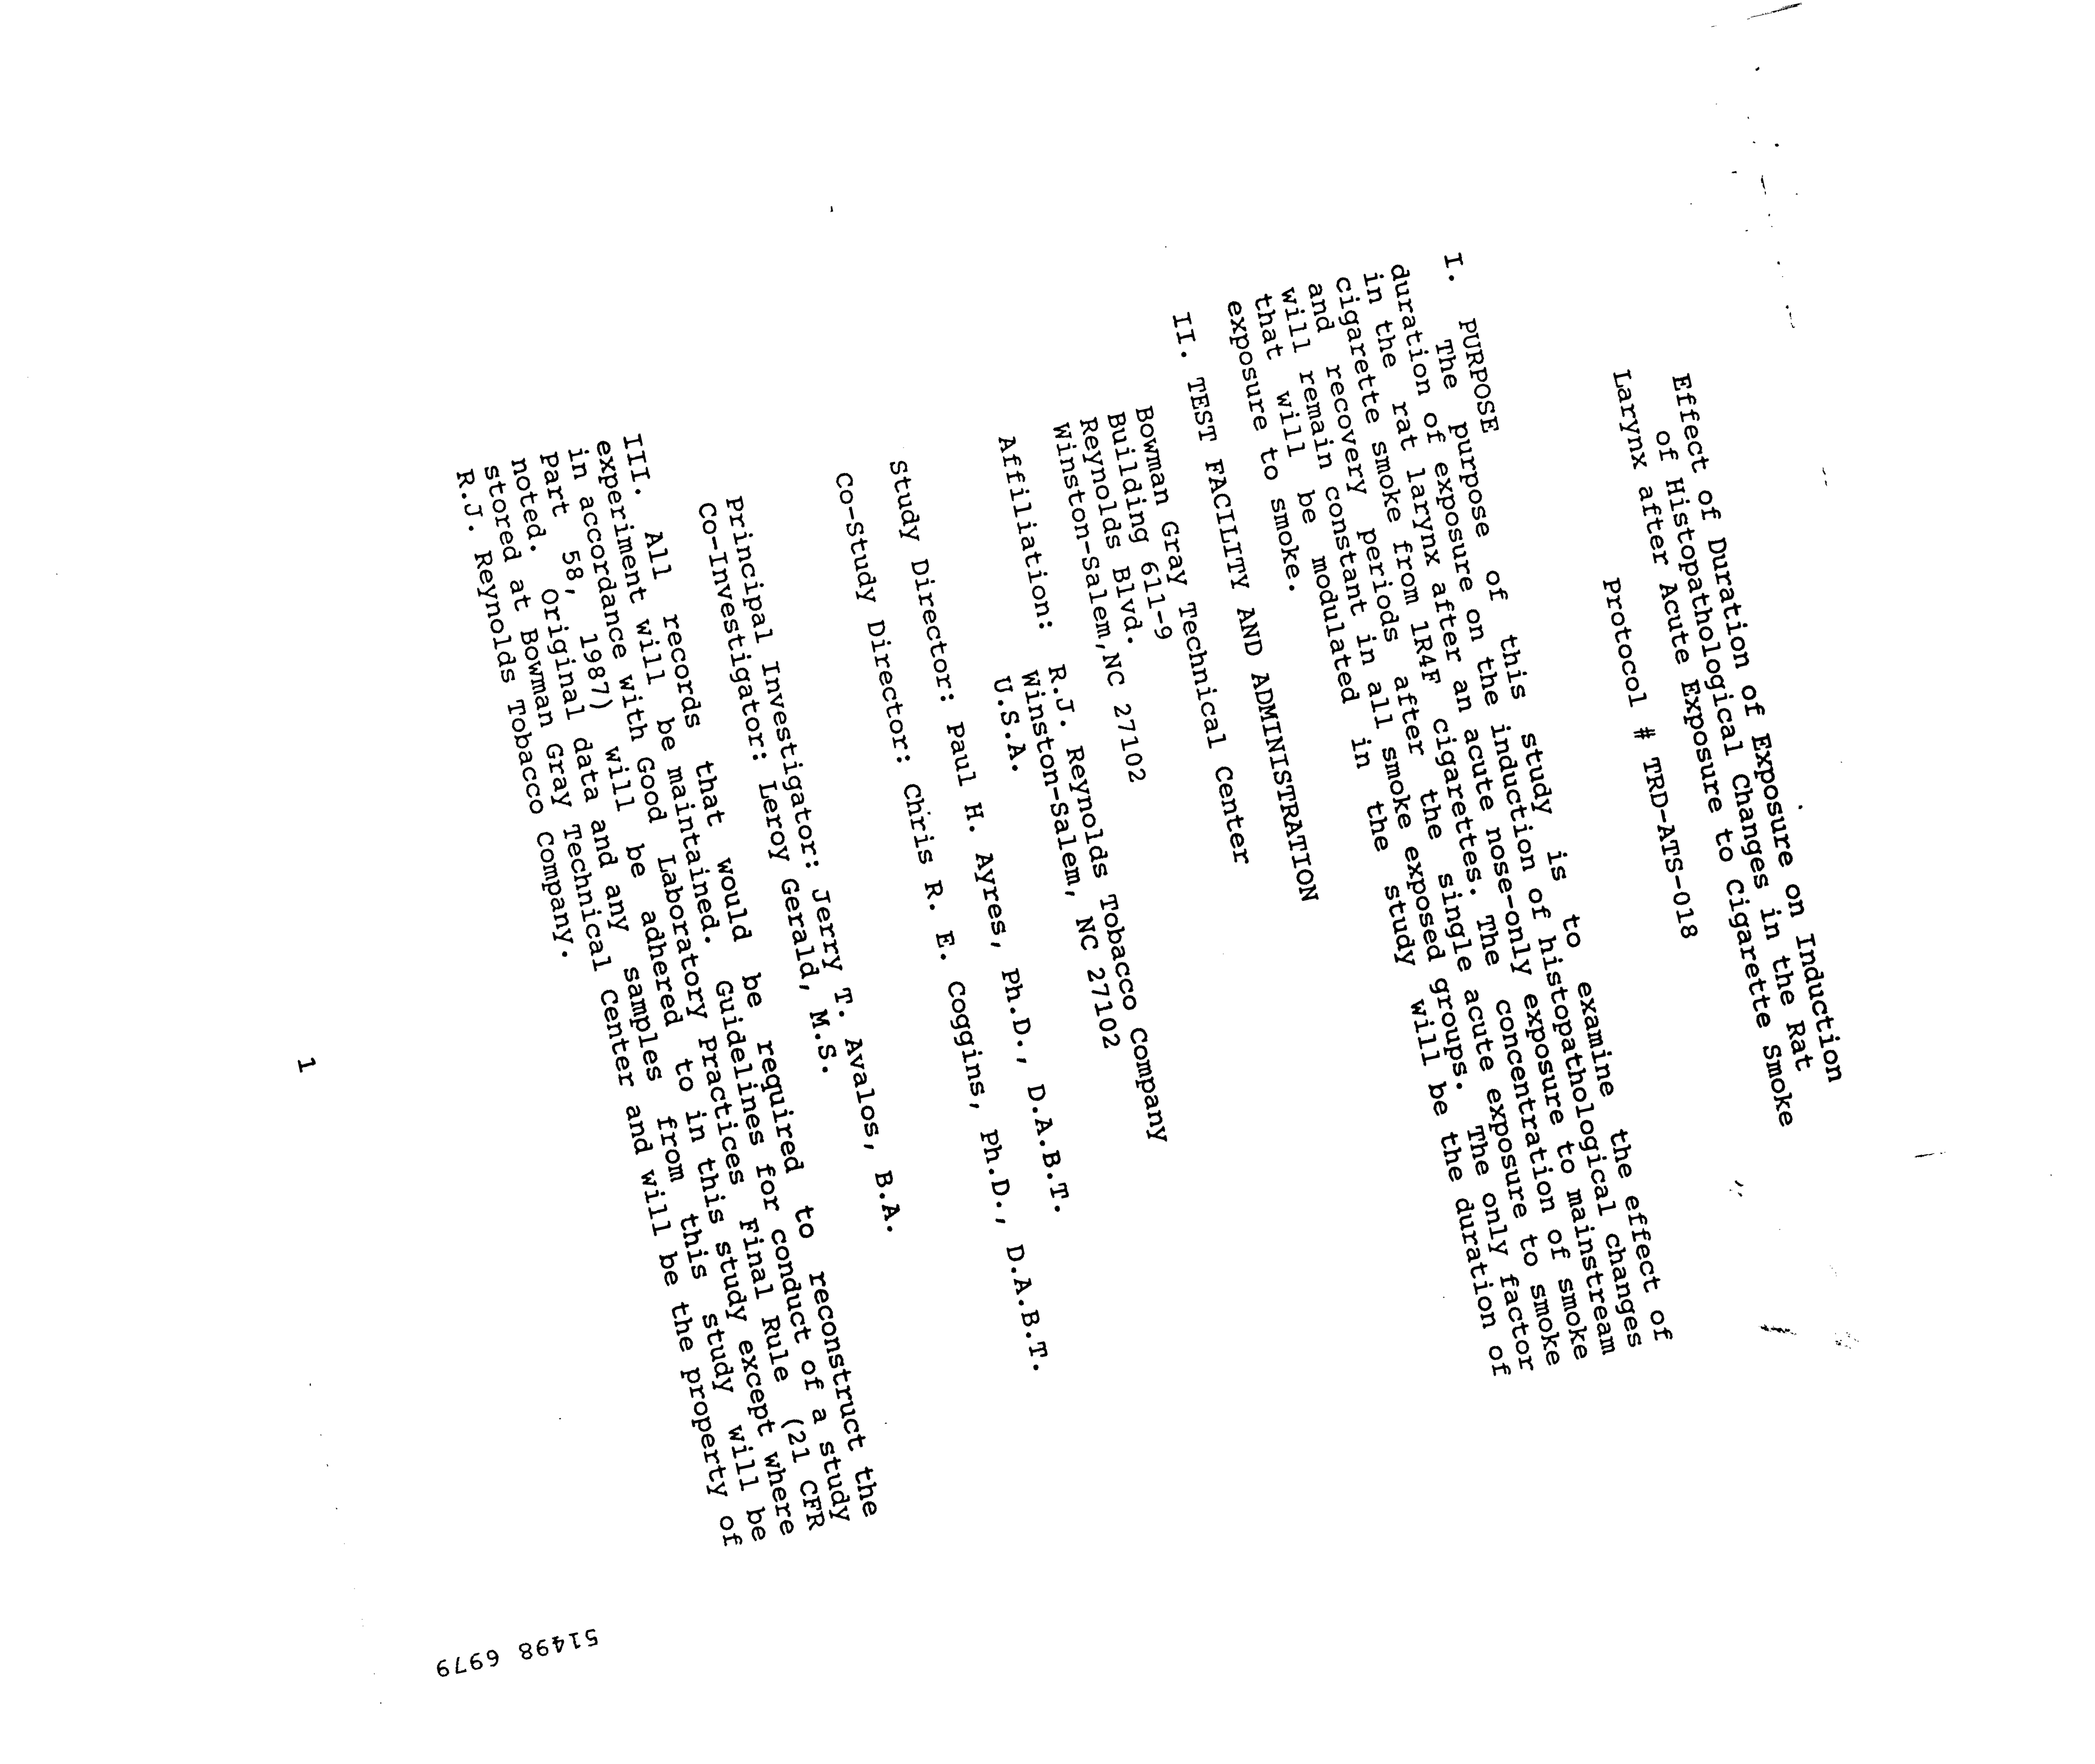 Effect of Duration of Exposure on Induction
of Histopathological Changes in the Rat
Larynx after Acute Exposure to Cigarette Smoke
Protocol # TRD-ATS-018
I. PURPOSE
The purpose of this study is to examine the effect of
duration of exposure on the induction of histopathological changes
in the rat larynx after an acute nose-only exposure to mainstream
cigarette smoke from 1R4F cigarettes. The concentration of smoke
and recovery periods after the single acute exposure to smoke
will remain constant in all smoke exposed groups. The only factor
that will be modulated in the study will be the duration of
exposure to smoke.
II. TEST FACILITY AND ADMINISTRATION
Bowman Gray Technical Center
Building 611-9
Reynolds Blvd.
Winston-Salem,NC 27102
Affiliation: R.J. Reynolds Tobacco Company
Winston-Salem, NC 27102
U.S.A.
Study Director: Paul H. Ayres, Ph.D., D.A.B.T.
Co-Study Director: Chris R. E. Coggins, Ph.D., D.A.B.T.
Principal Investigator: Jerry T. Avalos, B.A.
Co-Investigator: Leroy Gerald, M.S.
III. All records that would be required to reconstruct the
experiment will be maintained. Guidelines for conduct of a study
in accordance with Good Laboratory Practices Final Rule (21 CFR
Part 58, 1987) will be adhered to in this study except where
noted. Original data and any samples from this study will be
stored at Bowman Gray Technical Center and will be the property of
R.J. Reynolds Tobacco Company.
1
51498 6979